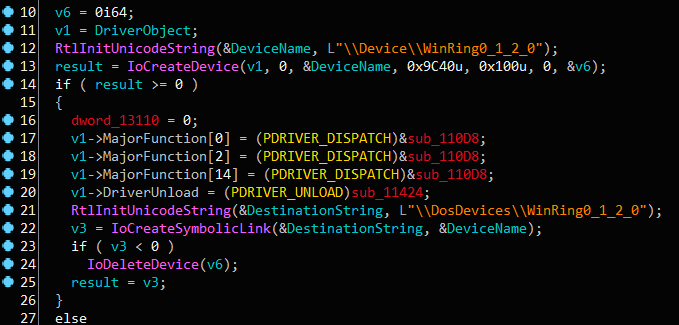 10 v6 = 0i64;
11 v1 = DriverObject;
12 RtlInitUnicodeString(&DeviceName, L"\\Device\\WinRing0_1_2_0");
13 result = IoCreateDevice(v1, 0, &DeviceName, 0x9C40u, 0x100u, 0, &v6);
14 if ( result >= 0 )
15 {
16 dword_13110 = 0;
17 v1->MajorFunction[0] = (PDRIVER_DISPATCH)&sub_110D8;
18 v1->MajorFunction[2] = (PDRIVER_DISPATCH)&sub_110D8;
19 v1->MajorFunction[14] = (PDRIVER_DISPATCH)&sub_110D8;
20 v1->DriverUnload = (PDRIVER_UNLOAD)sub_11424;
21 RtlInitUnicodeString(&DestinationString, L"\\DosDevices\\WinRing0_1_2_0");
22 v3 = IoCreateSymbolicLink(&DestinationString, &DeviceName);
23 if ( v3 < 0 )
24 IoDeleteDevice(v6);
25 result = v3;
26 }
27 else